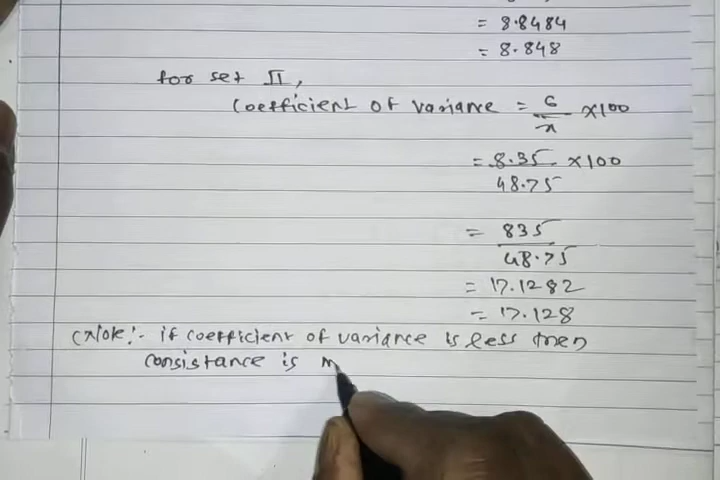 = 8.8484
= 8.848
for set II,
Coefficient of variance = σ/x̄ ×100
= 8.35/48.75 ×100
= 835/48.75
= 17.1282
= 17.128
(Note:- if coefficient of variance is less then
consistance is m